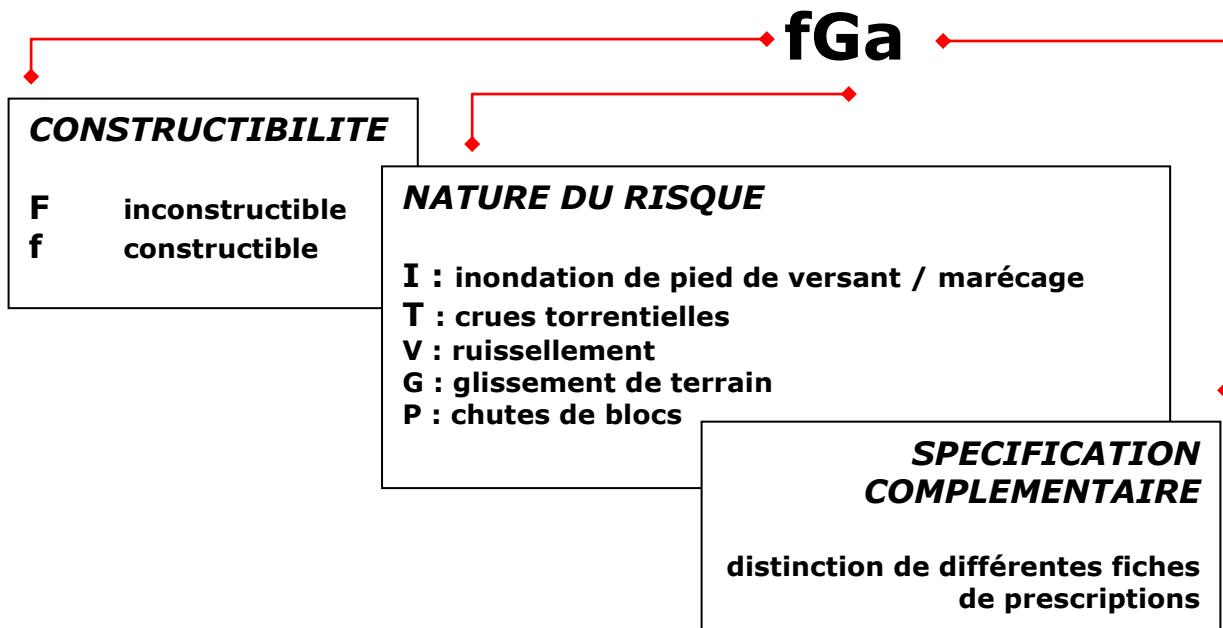 fGa
CONSTRUCTIBILITE
F inconstructible
f constructible
NATURE DU RISQUE
I : inondation de pied de versant / marécage
T : crues torrentielles
V : ruissellement
G : glissement de terrain
P : chutes de blocs
SPECIFICATION
COMPLEMENTAIRE
distinction de différentes fiches
de prescriptions